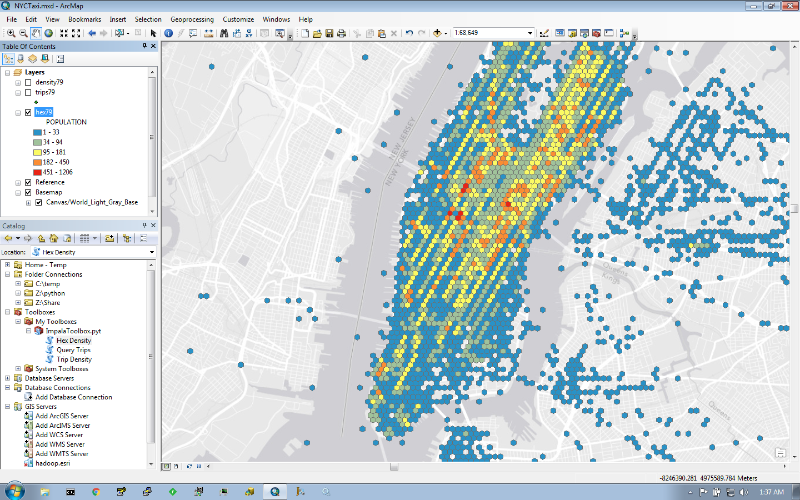 NYCTaxi.msd - ArcMap
File Edit View Bookmarks Insert Selection Geoprocessing Customize Windows Help
1:68,649
Table Of Contents
Layers
density79
trips79
hex79
POPULATION
1 - 33
34 - 94
95 - 181
182 - 450
451 - 1206
Reference
Basemap
Canvas/World_Light_Gray_Base
Catalog
Location: Hex Density
Home - Temp
Folder Connections
C:\temp
Z:\python
Z:\Share
Toolboxes
My Toolboxes
ImpalaToolbox.pyt
Hex Density
Query Trips
Trip Density
System Toolboxes
Database Servers
Database Connections
Add Database Connection
GIS Servers
Add ArcGIS Server
Add ArcIMS Server
Add WCS Server
Add WMS Server
Add WMTS Server
hadoop.esri
NEW JERSEY
NEW YORK
Queens
-8246390.281 4975589.784 Meters
1:37 AM